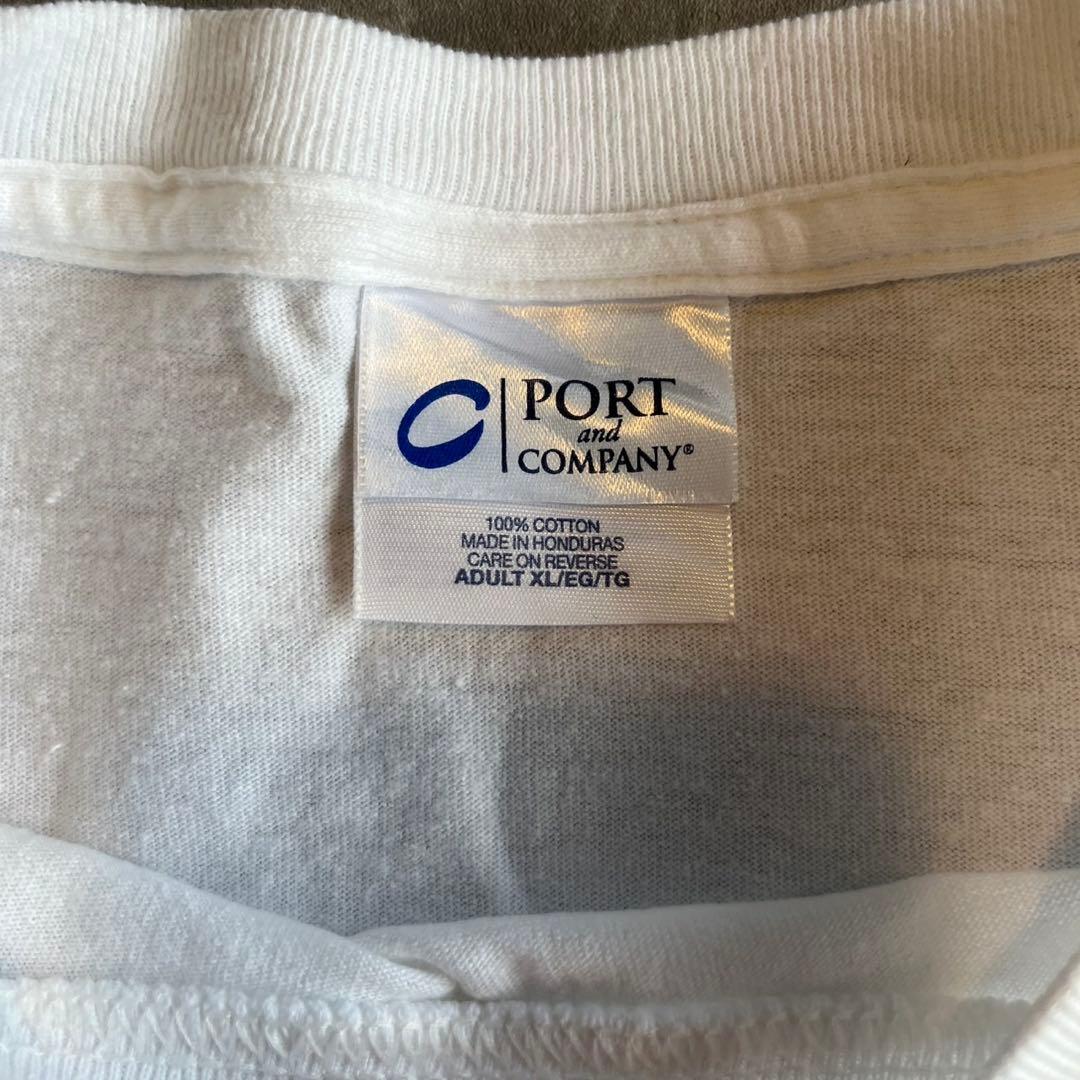 PORT
and
COMPANY®
100% COTTON
MADE IN HONDURAS
CARE ON REVERSE
ADULT XL/EG/TG